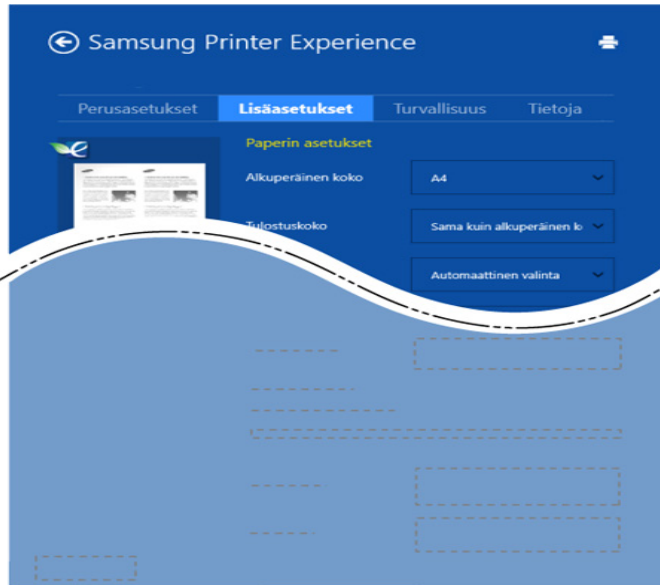 Samsung Printer Experience
Perusasetukset
Lisäasetukset
Turvallisuus
Tietoja
Paperin asetukset
Alkuperäinen koko
A4
Tulostuskoko
Sama kuin alkuperäinen k
Automaattinen valinta